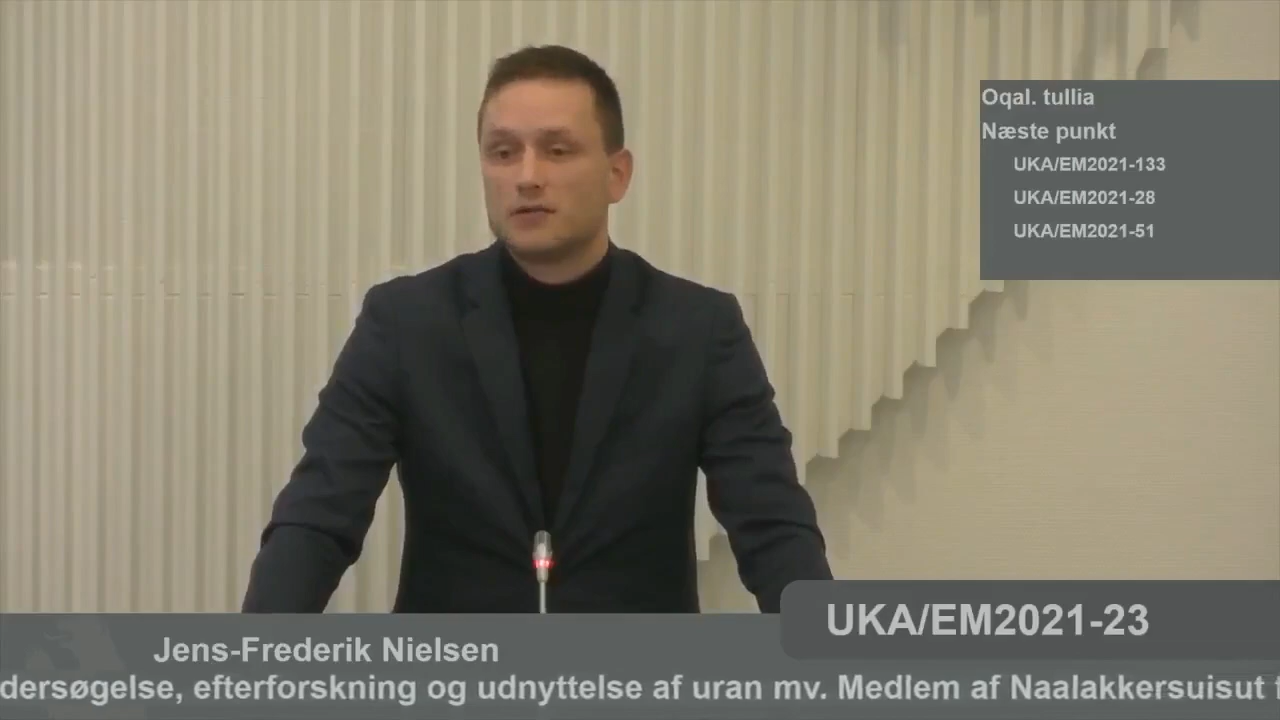 Oqal. tullia
Næste punkt
UKA/EM2021-133
UKA/EM2021-28
UKA/EM2021-51
UKA/EM2021-23
Jens-Frederik Nielsen
dersøgelse, efterforskning og udnyttelse af uran mv. Medlem af Naalakkersuisut